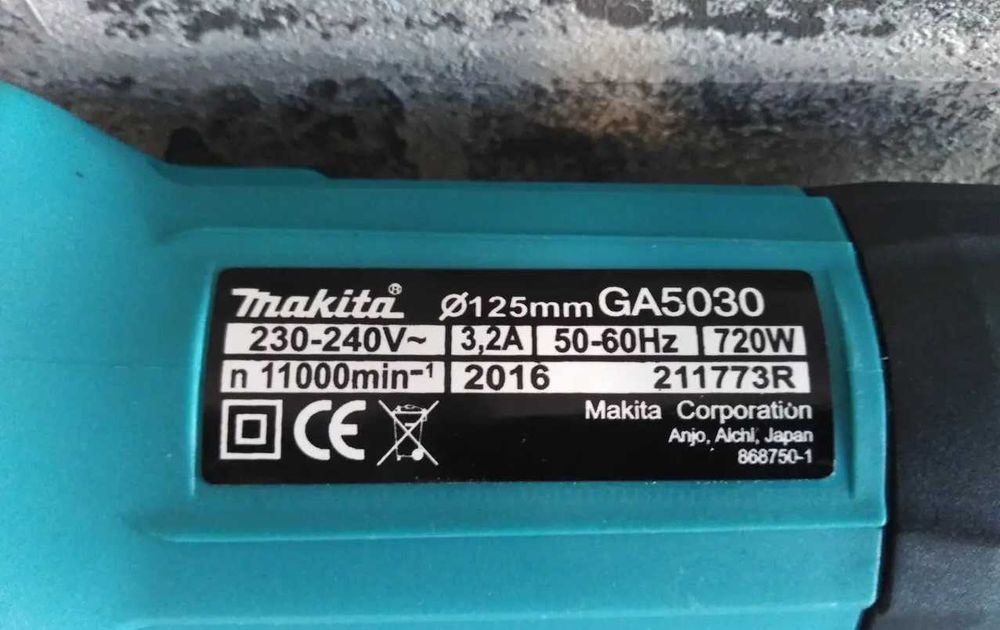 makita® Ø125mm GA5030
230-240V~ 3,2A 50-60Hz 720W
n 11000min⁻¹ 2016 211773R
CE Makita Corporation
Anjo, Aichi, Japan
868750-1